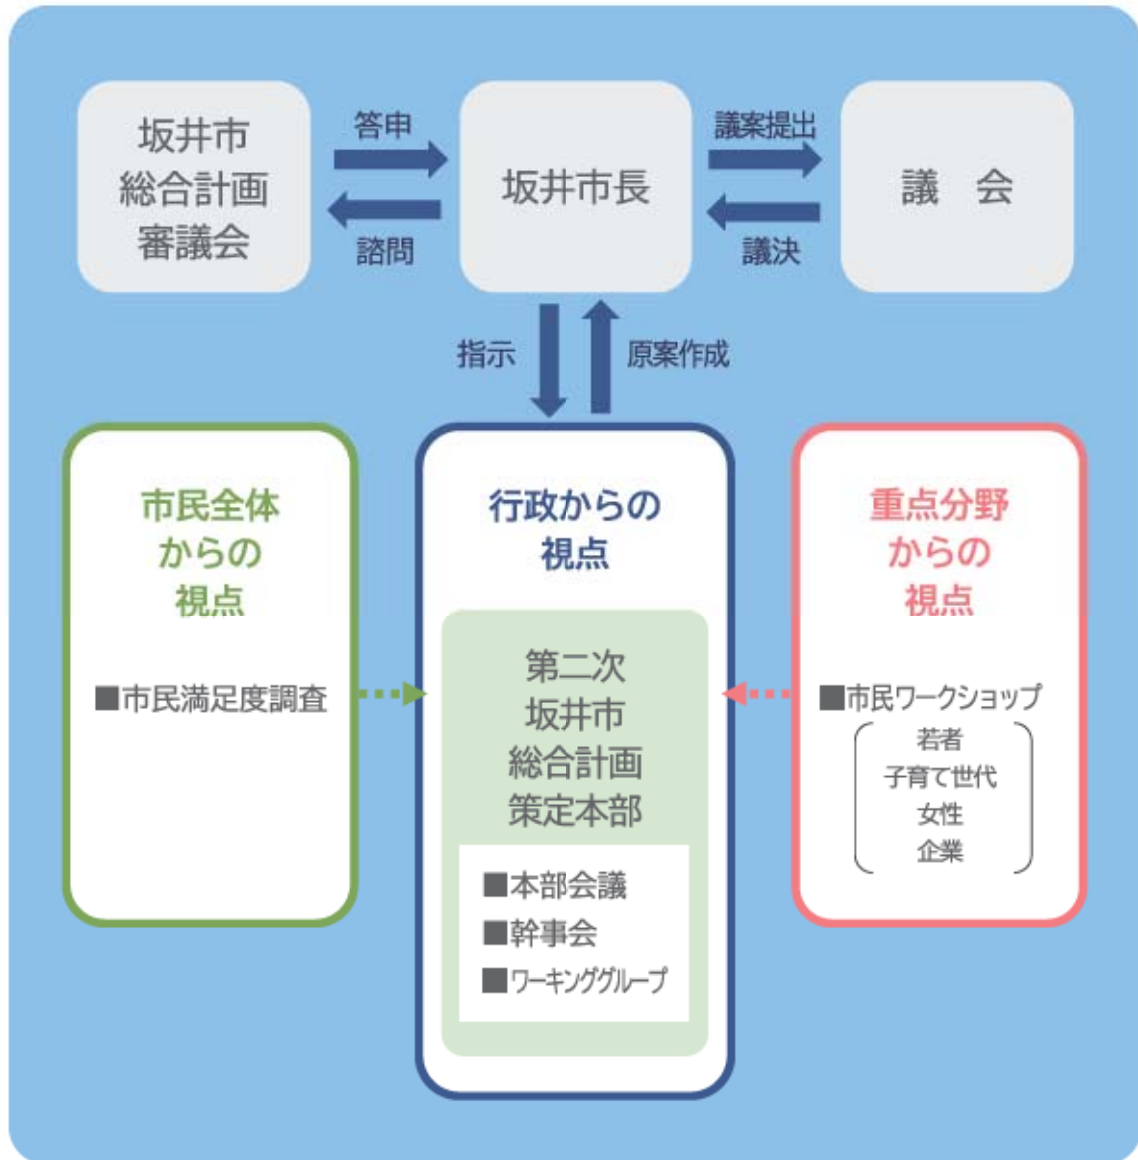 坂井市
総合計画
審議会
答申
諮問
坂井市長
議案提出
議決
議　会
指示
原案作成
市民全体
からの
視点
■市民満足度調査
行政からの
視点
第二次
坂井市
総合計画
策定本部
■本部会議
■幹事会
■ワーキンググループ
重点分野
からの
視点
■市民ワークショップ
若者
子育て世代
女性
企業